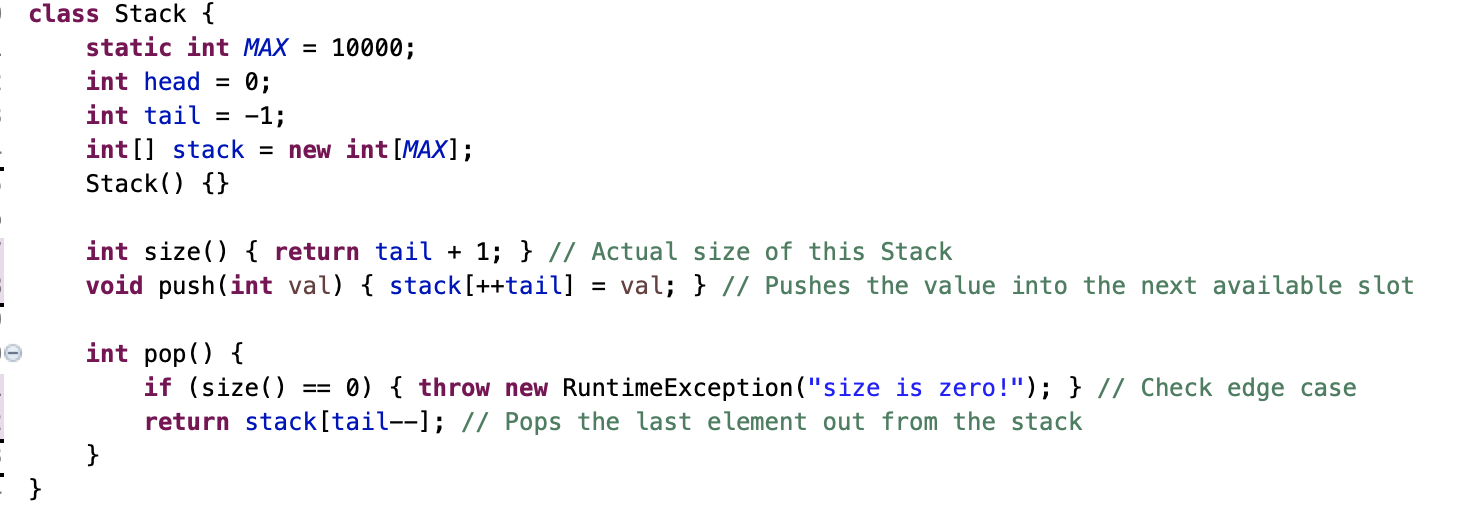 class Stack {
static int MAX = 10000;
int head = 0;
int tail = -1;
int[] stack = new int[MAX];
Stack() {}
int size() { return tail + 1; } // Actual size of this Stack
void push(int val) { stack[++tail] = val; } // Pushes the value into the next available slot
int pop() {
if (size() == 0) { throw new RuntimeException("size is zero!"); } // Check edge case
return stack[tail--]; // Pops the last element out from the stack
}
}